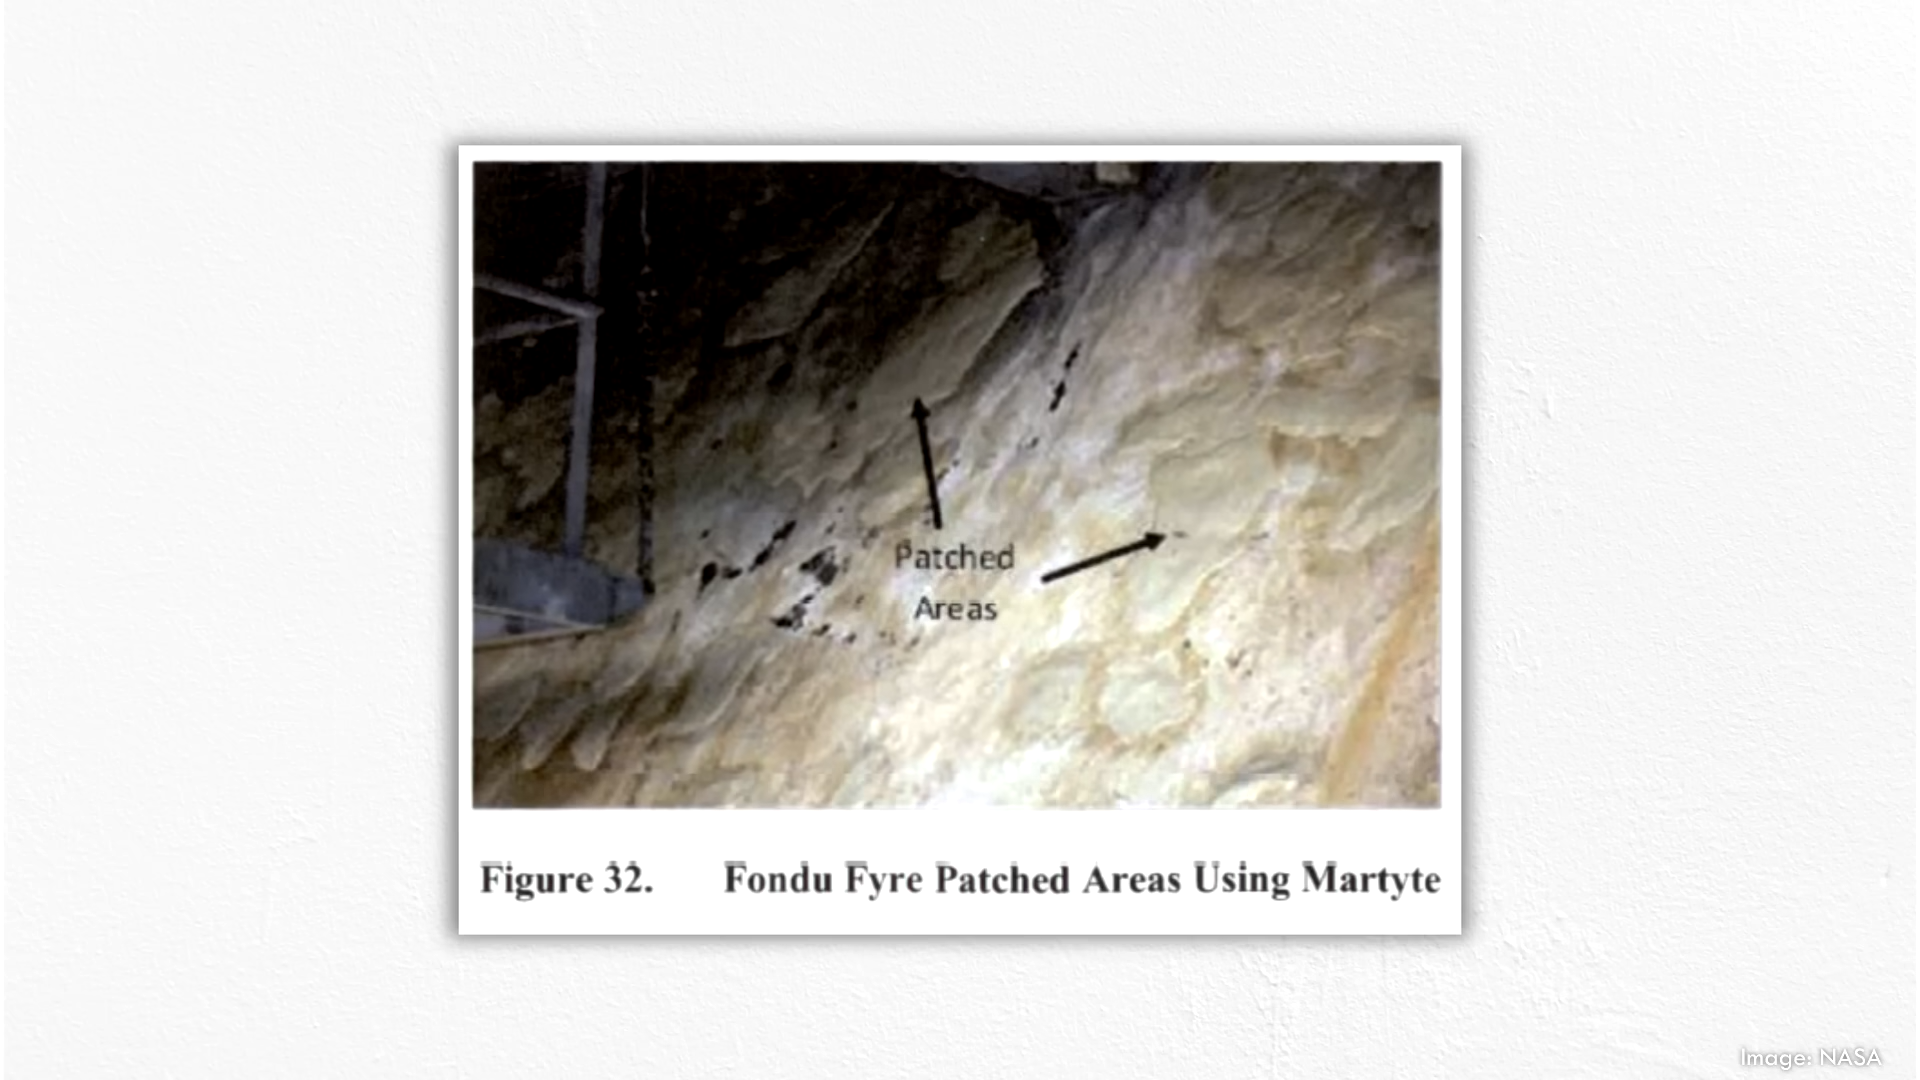 Patched
Areas
Figure 32. Fondu Fyre Patched Areas Using Martyte
Image: NASA